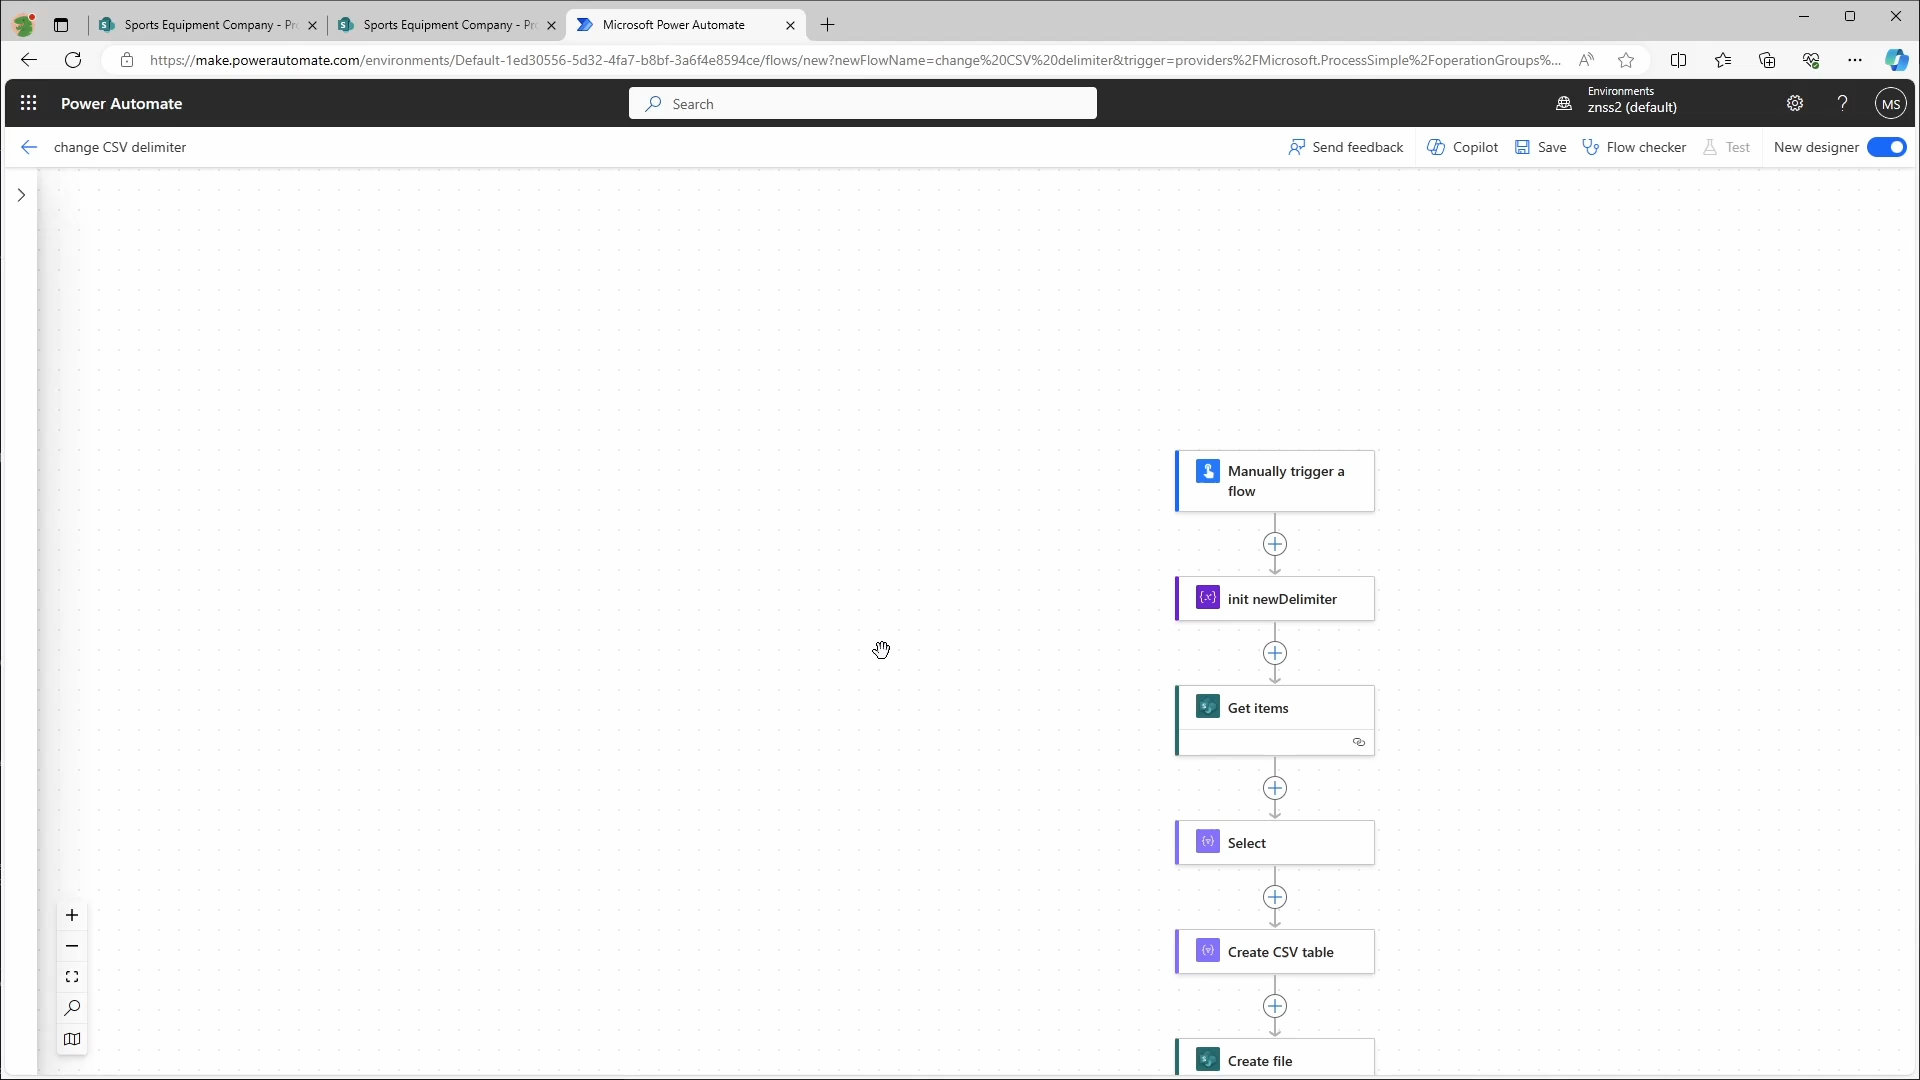 Sports Equipment Company - Pr
Sports Equipment Company - Pr
Microsoft Power Automate
https://make.powerautomate.com/environments/Default-1ed30556-5d32-4fa7-b8bf-3a6f4e8594ce/flows/new?newFlowName=change%20CSV%20delimiter&trigger=providers%2FMicrosoft.ProcessSimple%2FoperationGroups%...
Power Automate
Search
Environments
znss2 (default)
MS
change CSV delimiter
Send feedback
Copilot
Save
Flow checker
Test
New designer
Manually trigger a
flow
init newDelimiter
Get items
Select
Create CSV table
Create file